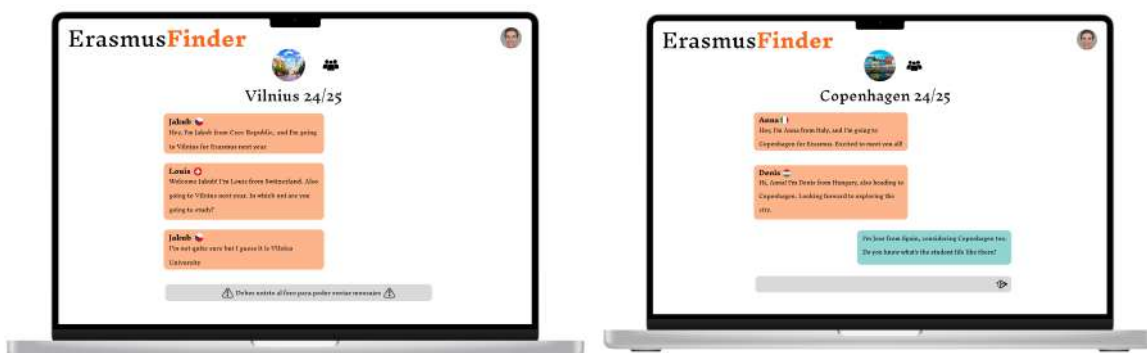 ErasmusFinder
Vilnius 24/25
Jakub
Hey, I'm Jakub from Czec Republic, and I'm going
to Vilnius for Erasmus next year
Louis
Welcome Jakub! I'm Louis from Switzerland. Also
going to Vilnius next year. In which uni are you
going to study?
Jakub
I'm not quite sure but I guess it is Vilnius
University
Debes unirte al foro para poder enviar mensajes
ErasmusFinder
Copenhagen 24/25
Anna
Hey, I'm Anna from Italy, and I'm going to
Copenhagen for Erasmus. Excited to meet you all!
Denis
Hi, Anna! I'm Denis from Hungary, also heading to
Copenhagen. Looking forward to exploring the
city.
I'm Jose from Spain, considering Copenhagen too.
Do you know what's the student life like there?